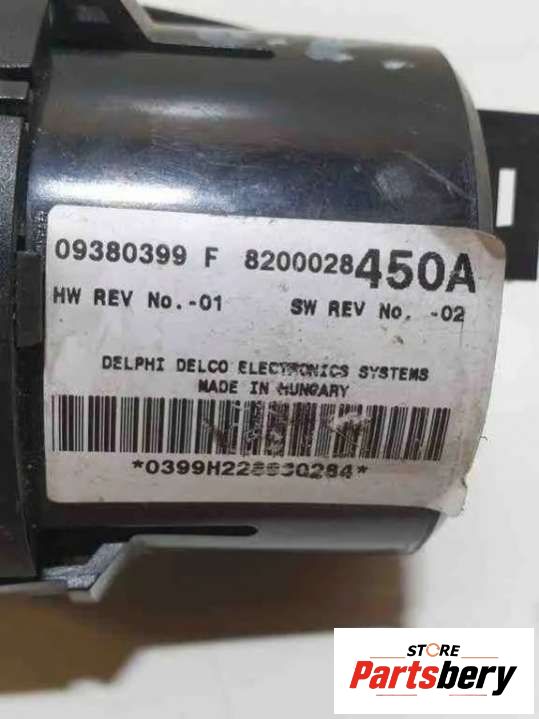 09380399 F 8200028450A
HW REV No.-01 SW REV No. -02
DELPHI DELCO ELECTRONICS SYSTEMS
MADE IN HUNGARY
STORE
Partsbery